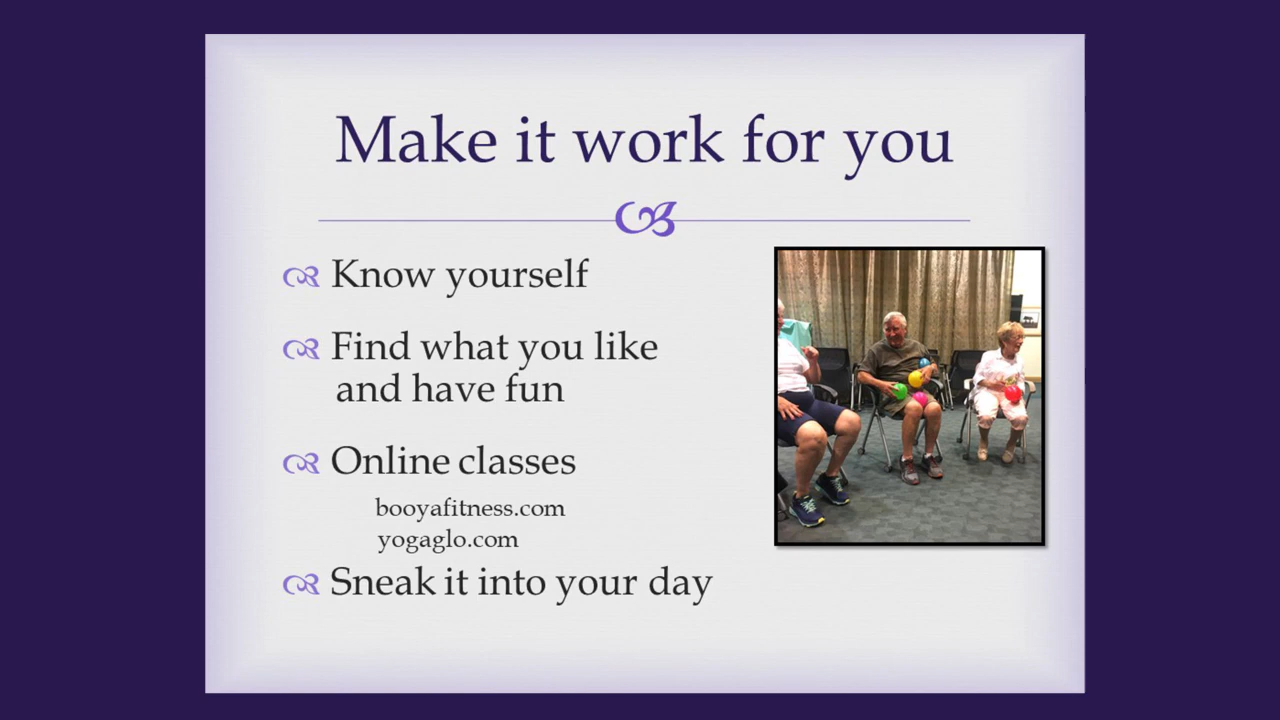 Make it work for you
Know yourself
Find what you like
and have fun
Online classes
booyafitness.com
yogaglo.com
Sneak it into your day